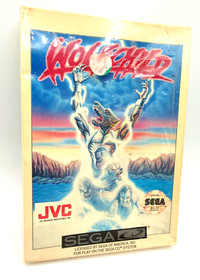 WOLFCHILD
JVC
SEGA
SEGA CD
LICENSED BY SEGA OF AMERICA, INC.
FOR PLAY ON THE SEGA CD™ SYSTEM.